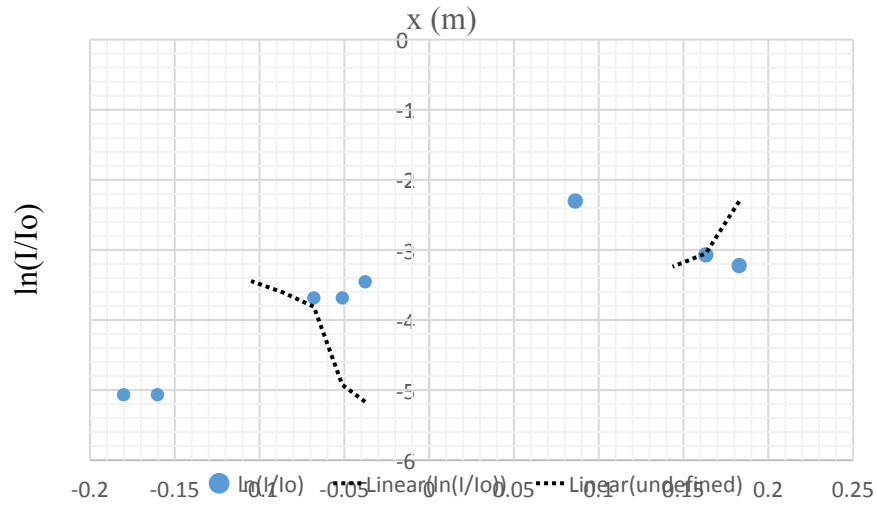 x (m)
0
-1
-2
-3
-4
-5
-6
ln(I/Io)
-0.2 -0.15 -0.1 -0.05 0 0.05 0.1 0.15 0.2 0.25
ln(I/Io) Linear(ln(I/Io)) Linear(undefined)